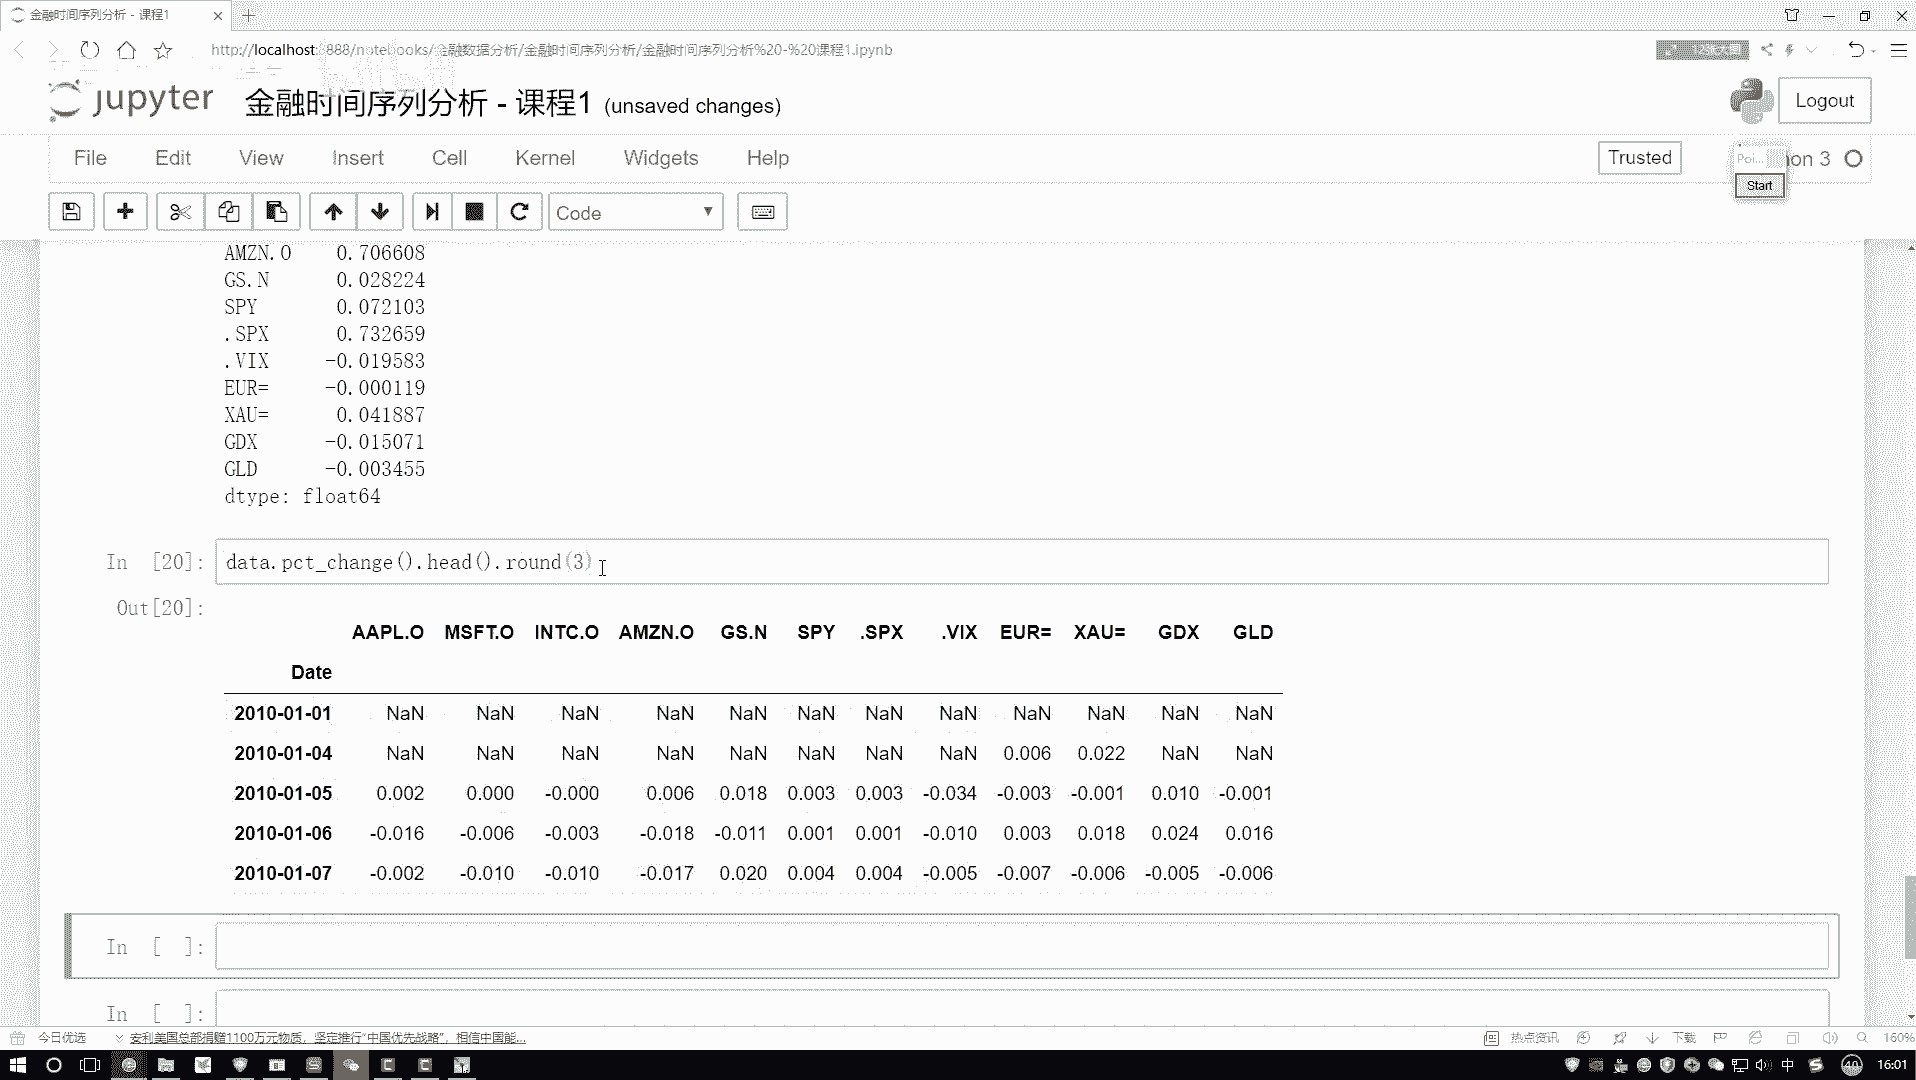 金融时间序列分析 - 课程1
http://localhost:8888/notebooks/金融数据分析/金融时间序列分析/金融时间序列分析%20-%20课程1.ipynb
jupyter 金融时间序列分析 - 课程1 (unsaved changes)
Logout
File Edit View Insert Cell Kernel Widgets Help
Trusted
Poi... on 3
Start
Code
AMZN.O 0.706608
GS.N 0.028224
SPY 0.072103
.SPX 0.732659
.VIX -0.019583
EUR= -0.000119
XAU= 0.041887
GDX -0.015071
GLD -0.003455
dtype: float64
In [20]: data.pct_change().head().round(3)
Out[20]:
AAPL.O MSFT.O INTC.O AMZN.O GS.N SPY .SPX .VIX EUR= XAU= GDX GLD
Date
2010-01-01 NaN NaN NaN NaN NaN NaN NaN NaN NaN NaN NaN NaN
2010-01-04 NaN NaN NaN NaN NaN NaN NaN NaN 0.006 0.022 NaN NaN
2010-01-05 0.002 0.000 -0.000 0.006 0.018 0.003 0.003 -0.034 -0.003 -0.001 0.010 -0.001
2010-01-06 -0.016 -0.006 -0.003 -0.018 -0.011 0.001 0.001 -0.010 0.003 0.018 0.024 0.016
2010-01-07 -0.002 -0.010 -0.010 -0.017 0.020 0.004 0.004 -0.005 -0.007 -0.006 -0.005 -0.006
In [ ]:
In [ ]:
今日优选 安利美国总部捐赠1100万元物质，坚定推行“中国优先战略”，相信中国能...
热点资讯 下载 160%
中 40 16:01